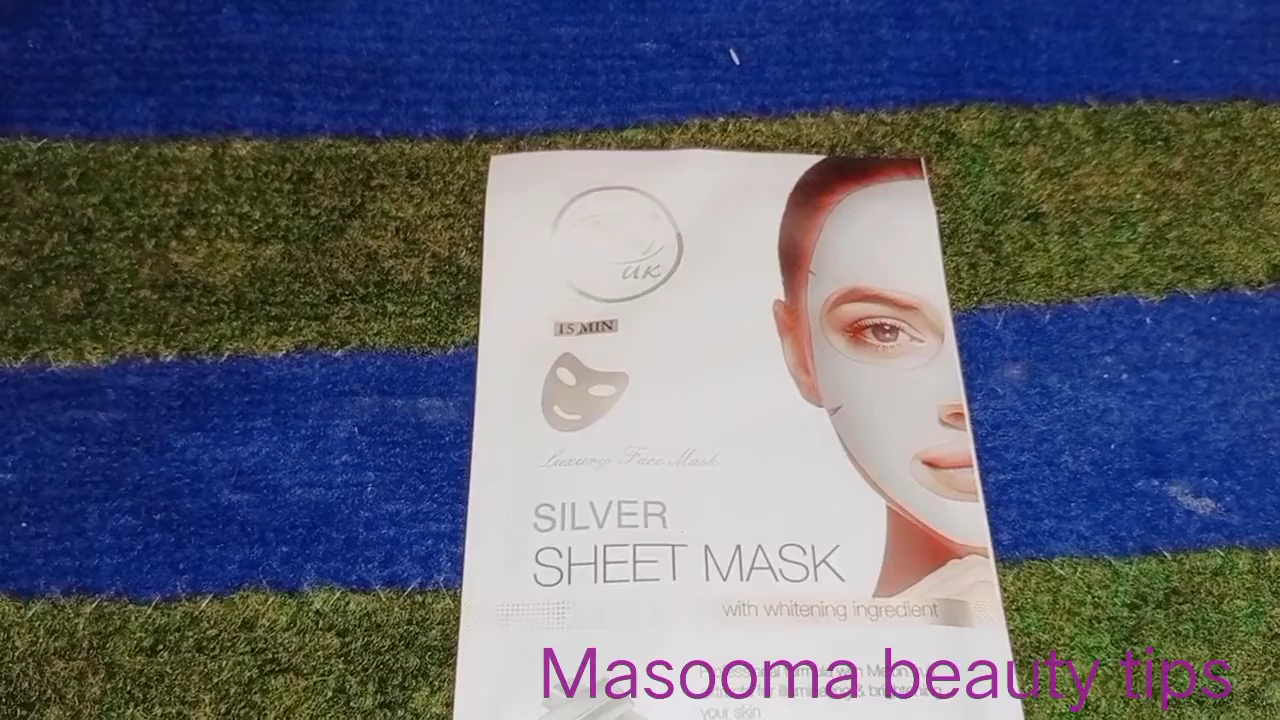 UK
15 MIN
Luxury Face Mask
SILVER
SHEET MASK
with whitening ingredient
your skin
Masooma beauty tips